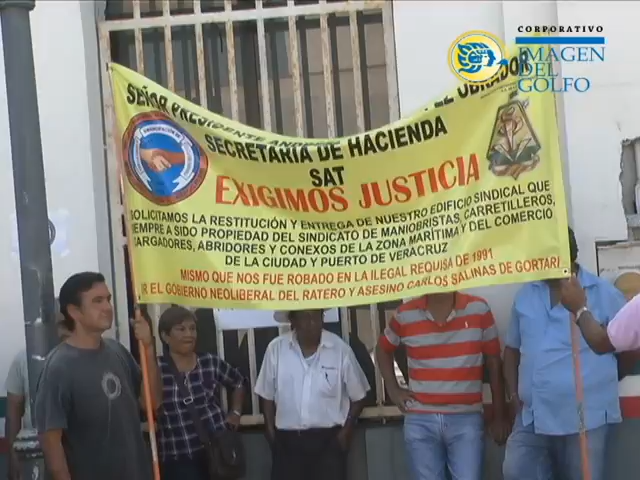 CORPORATIVO
IMAGEN
DEL
GOLFO
SEÑOR PRESIDENTE OBRADOR
SECRETARIA DE HACIENDA
SAT
EXIGIMOS JUSTICIA
SOLICITAMOS LA RESTITUCIÓN Y ENTREGA DE NUESTRO EDIFICIO SINDICAL QUE
SIEMPRE A SIDO PROPIEDAD DEL SINDICATO DE MANIOBRISTAS, CARRETILLEROS,
CARGADORES, ABRIDORES Y CONEXOS DE LA ZONA MARÍTIMA Y DEL COMERCIO
DE LA CIUDAD Y PUERTO DE VERACRUZ
MISMO QUE NOS FUE ROBADO EN LA ILEGAL REQUISA DE 1991
R EL GOBIERNO NEOLIBERAL DEL RATERO Y ASESINO CARLOS SALINAS DE GORTARI